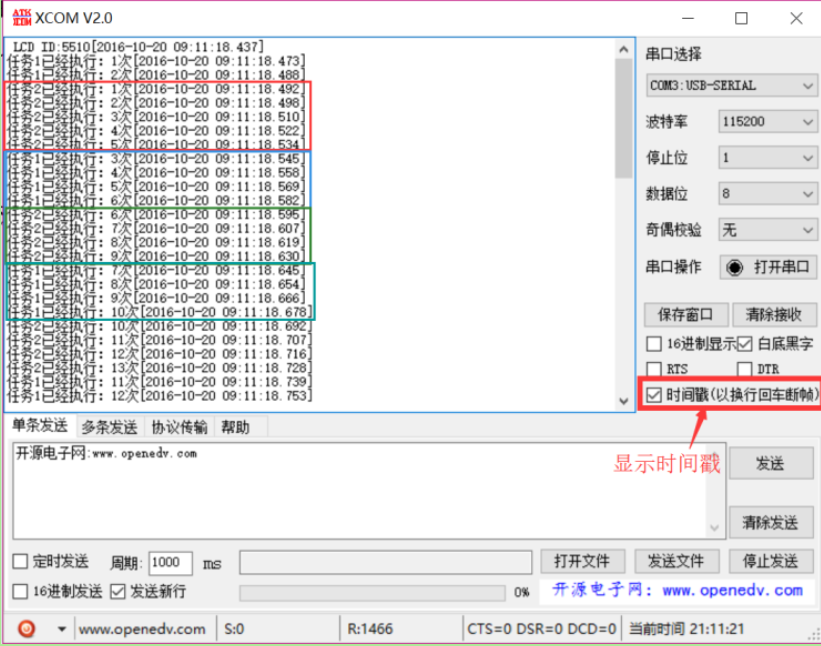 ATK XCOM XCOM V2.0
LCD ID:5510[2016-10-20 09:11:18.437]
任务1已经执行: 1次[2016-10-20 09:11:18.473]
任务1已经执行: 2次[2016-10-20 09:11:18.488]
任务2已经执行: 1次[2016-10-20 09:11:18.492]
任务2已经执行: 2次[2016-10-20 09:11:18.498]
任务2已经执行: 3次[2016-10-20 09:11:18.510]
任务2已经执行: 4次[2016-10-20 09:11:18.522]
任务2已经执行: 5次[2016-10-20 09:11:18.534]
任务1已经执行: 3次[2016-10-20 09:11:18.545]
任务1已经执行: 4次[2016-10-20 09:11:18.558]
任务1已经执行: 5次[2016-10-20 09:11:18.569]
任务1已经执行: 6次[2016-10-20 09:11:18.582]
任务2已经执行: 6次[2016-10-20 09:11:18.595]
任务2已经执行: 7次[2016-10-20 09:11:18.607]
任务2已经执行: 8次[2016-10-20 09:11:18.619]
任务2已经执行: 9次[2016-10-20 09:11:18.630]
任务1已经执行: 7次[2016-10-20 09:11:18.645]
任务1已经执行: 8次[2016-10-20 09:11:18.654]
任务1已经执行: 9次[2016-10-20 09:11:18.666]
任务1已经执行: 10次[2016-10-20 09:11:18.678]
任务2已经执行: 10次[2016-10-20 09:11:18.692]
任务2已经执行: 11次[2016-10-20 09:11:18.707]
任务2已经执行: 12次[2016-10-20 09:11:18.716]
任务2已经执行: 13次[2016-10-20 09:11:18.728]
任务1已经执行: 11次[2016-10-20 09:11:18.739]
任务1已经执行: 12次[2016-10-20 09:11:18.753]
串口选择
COM3:USB-SERIAL
波特率 115200
停止位 1
数据位 8
奇偶校验 无
串口操作 打开串口
保存窗口 清除接收
16进制显示 白底黑字
RTS DTR
时间戳(以换行回车断帧)
显示时间戳
单条发送 多条发送 协议传输 帮助
开源电子网:www.openedv.com
发送
清除发送
定时发送 周期: 1000 ms 打开文件 发送文件 停止发送
16进制发送 发送新行 0% 开源电子网: www.openedv.com
www.openedv.com S:0 R:1466 CTS=0 DSR=0 DCD=0 当前时间 21:11:21